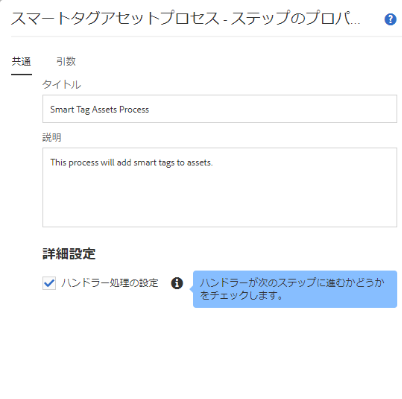 スマートタグアセットプロセス - ステップのプロパ...
共通 引数
タイトル
Smart Tag Assets Process
説明
This process will add smart tags to assets.
詳細設定
ハンドラー処理の設定
ハンドラーが次のステップに進むかどうか
をチェックします。